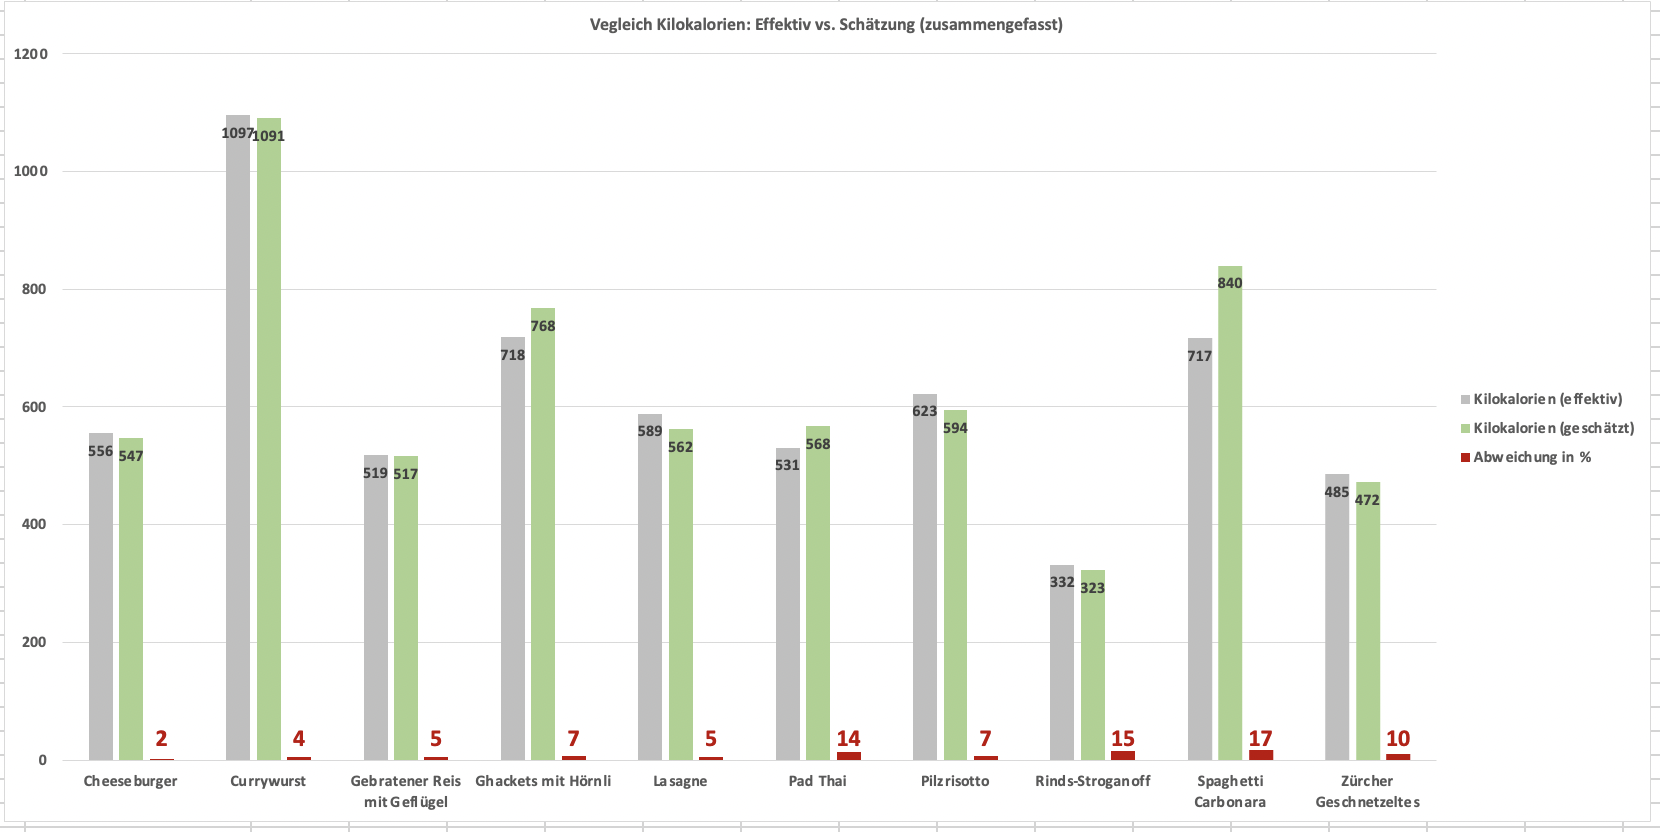 Vegleich Kilokalorien: Effektiv vs. Schätzung (zusammengefasst)
1200
1000
800
600
400
200
0
556
547
2
1097
1091
4
519
517
5
718
768
7
589
562
5
531
568
14
623
594
7
332
323
15
717
840
17
485
472
10
Cheeseburger
Currywurst
Gebratener Reis
mit Geflügel
Ghackets mit Hörnli
Lasagne
Pad Thai
Pilzrisotto
Rinds-Stroganoff
Spaghetti
Carbonara
Zürcher
Geschnetzeltes
Kilokalorien (effektiv)
Kilokalorien (geschätzt)
Abweichung in %